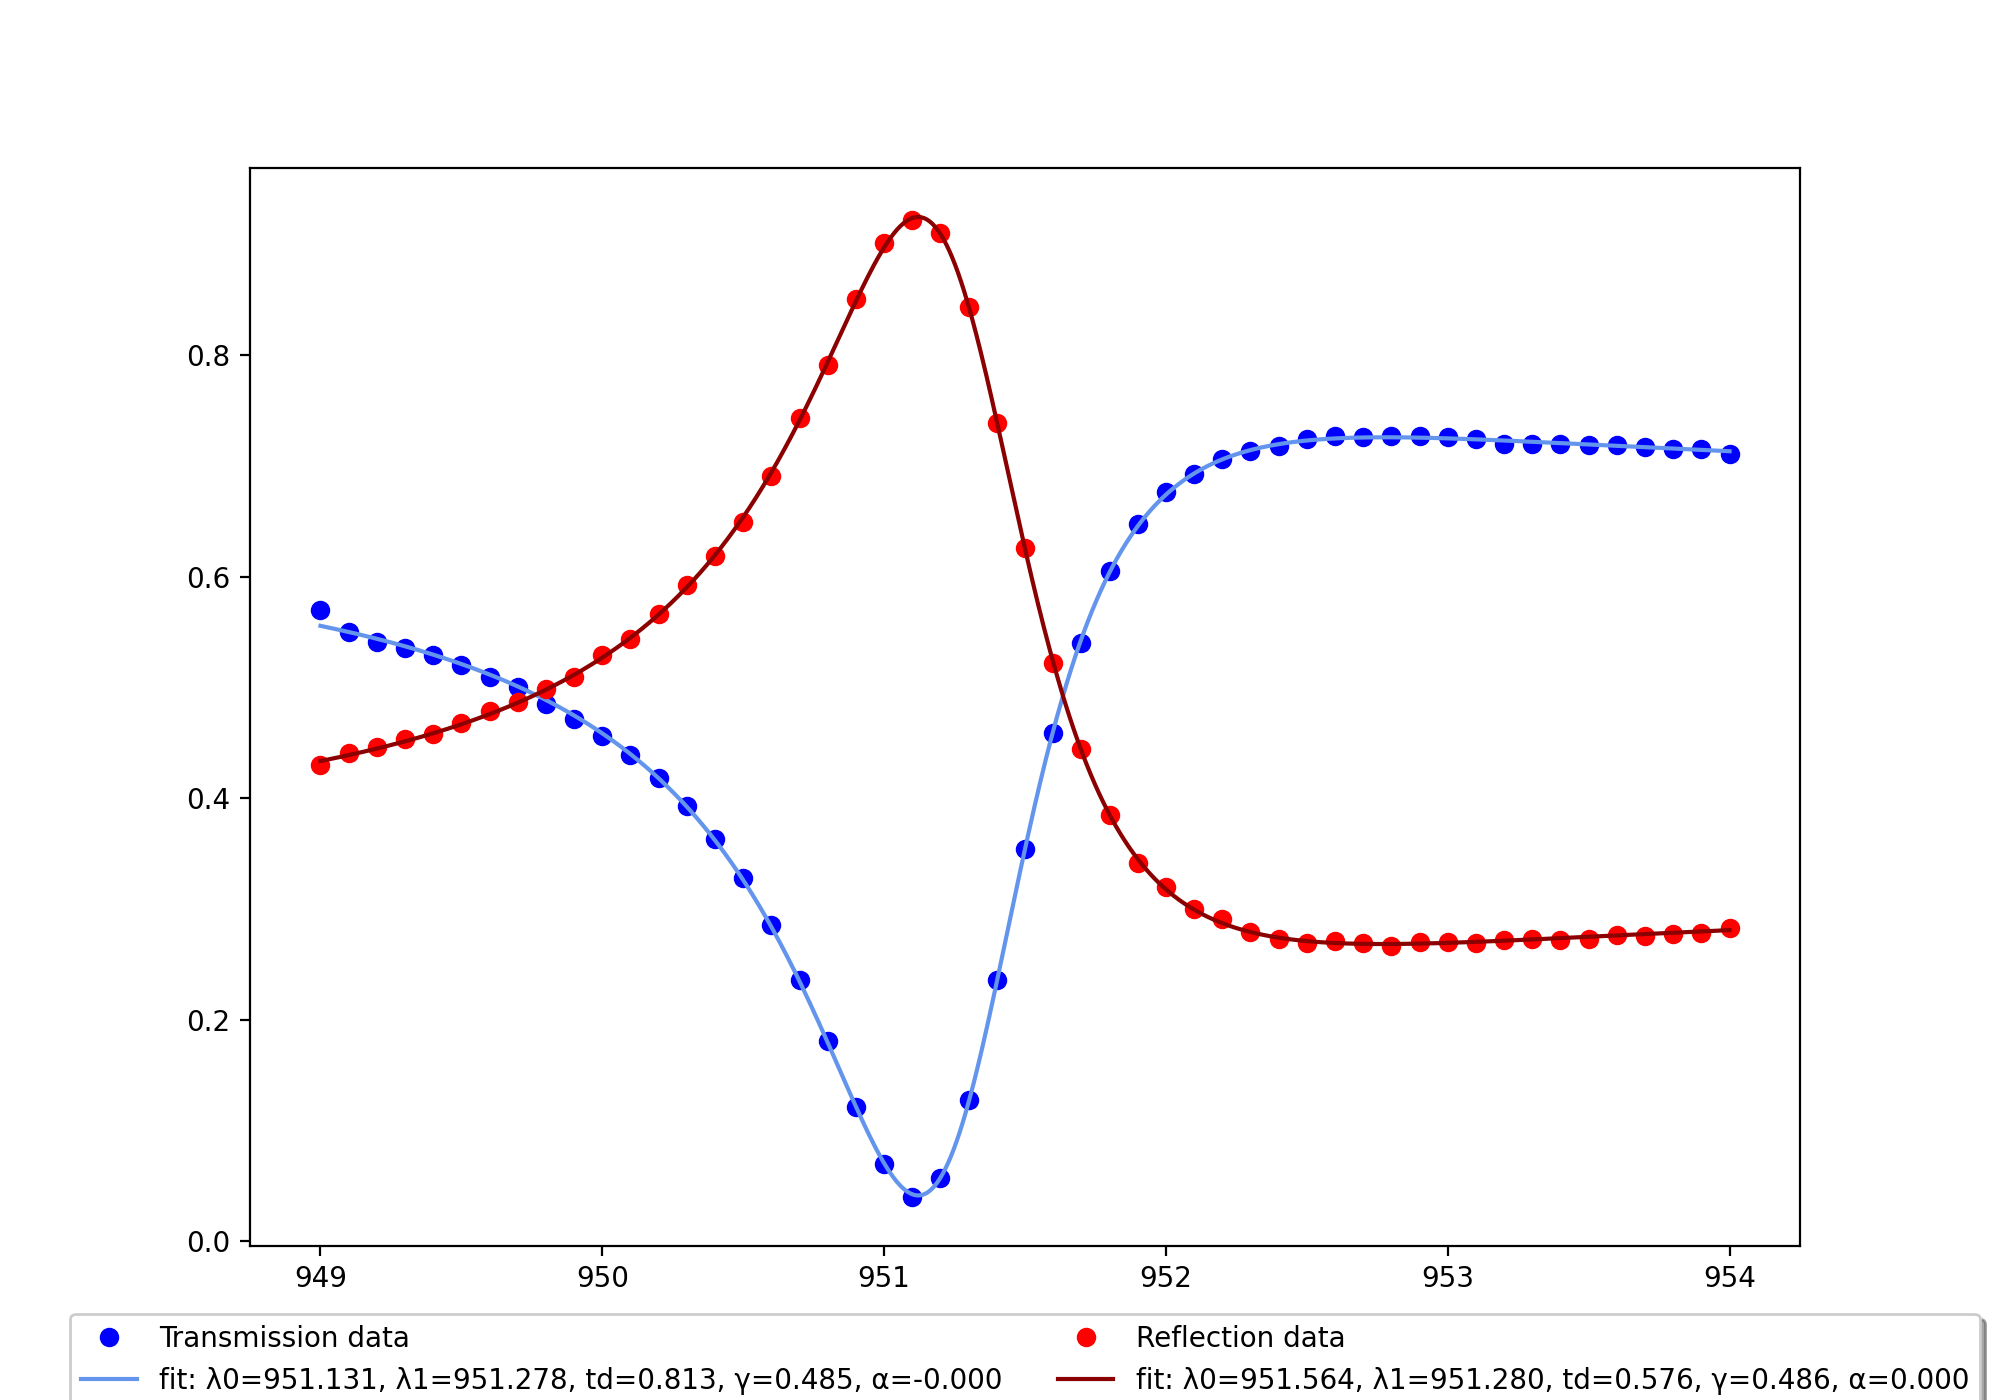 0.8
0.6
0.4
0.2
0.0
949 950 951 952 953 954
Transmission data
fit: λ0=951.131, λ1=951.278, td=0.813, γ=0.485, α=-0.000
Reflection data
fit: λ0=951.564, λ1=951.280, td=0.576, γ=0.486, α=0.000